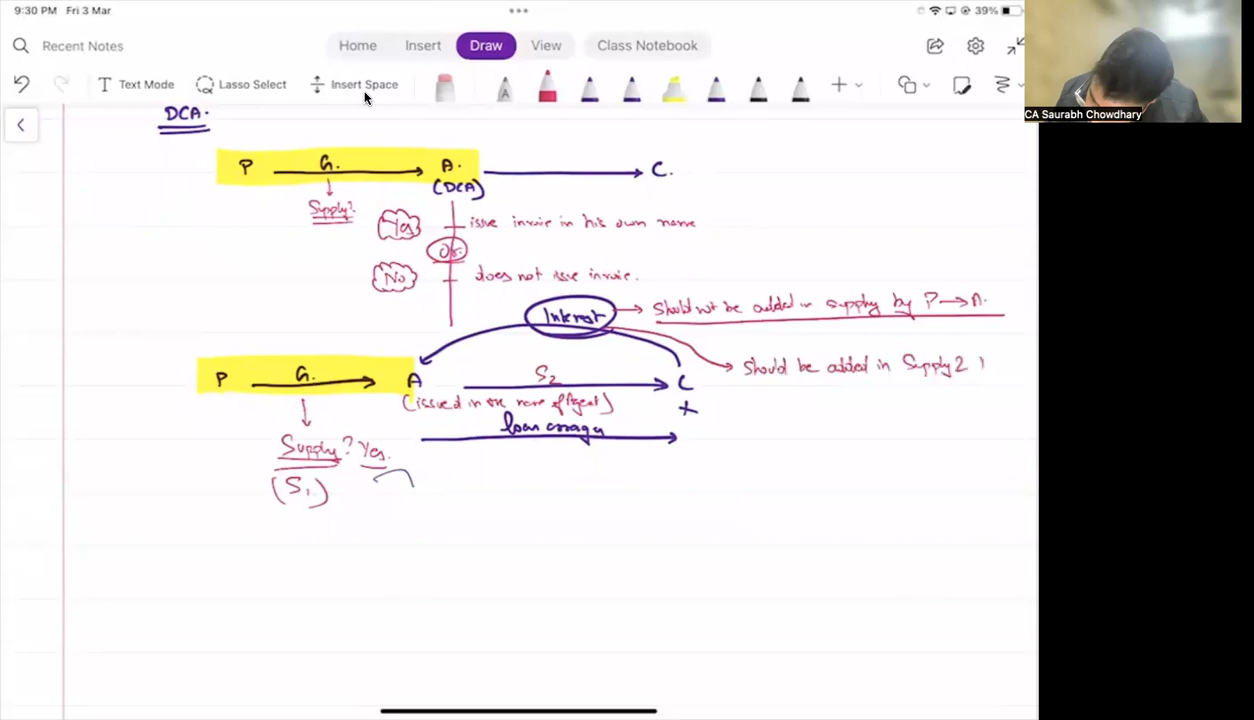 9:30 PM Fri 3 Mar
39%
Recent Notes
Home Insert Draw View Class Notebook
Text Mode Lasso Select Insert Space
CA Saurabh Chowdhary
DCA.
P G. A. C.
(DCA)
Supply?
Yes issue invoice in his own name
Or
No does not issue invoice.
Interest Should not be added in supply by P → A.
Should be added in Supply 2
P G. A S2 C
(issued in the name of Agent)
+
loan
Supply? Yes.
(S1)